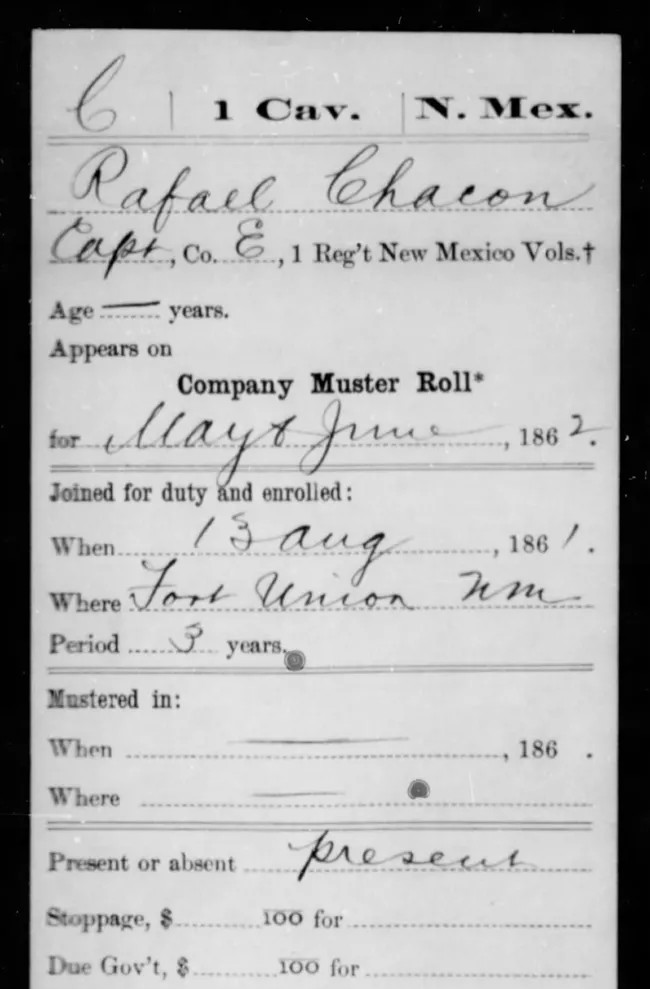 C | 1 Cav. | N. Mex.
Rafael Chacon
Capt, Co. E, 1 Reg't New Mexico Vols.†
Age — years.
Appears on
Company Muster Roll*
for May & June, 1862.
Joined for duty and enrolled:
When 13 Aug, 1861.
Where Fort Union NM
Period 3 years.
Mustered in:
When —, 186 .
Where —
Present or absent present
Stoppage, $ 100 for
Due Gov't, $ 100 for